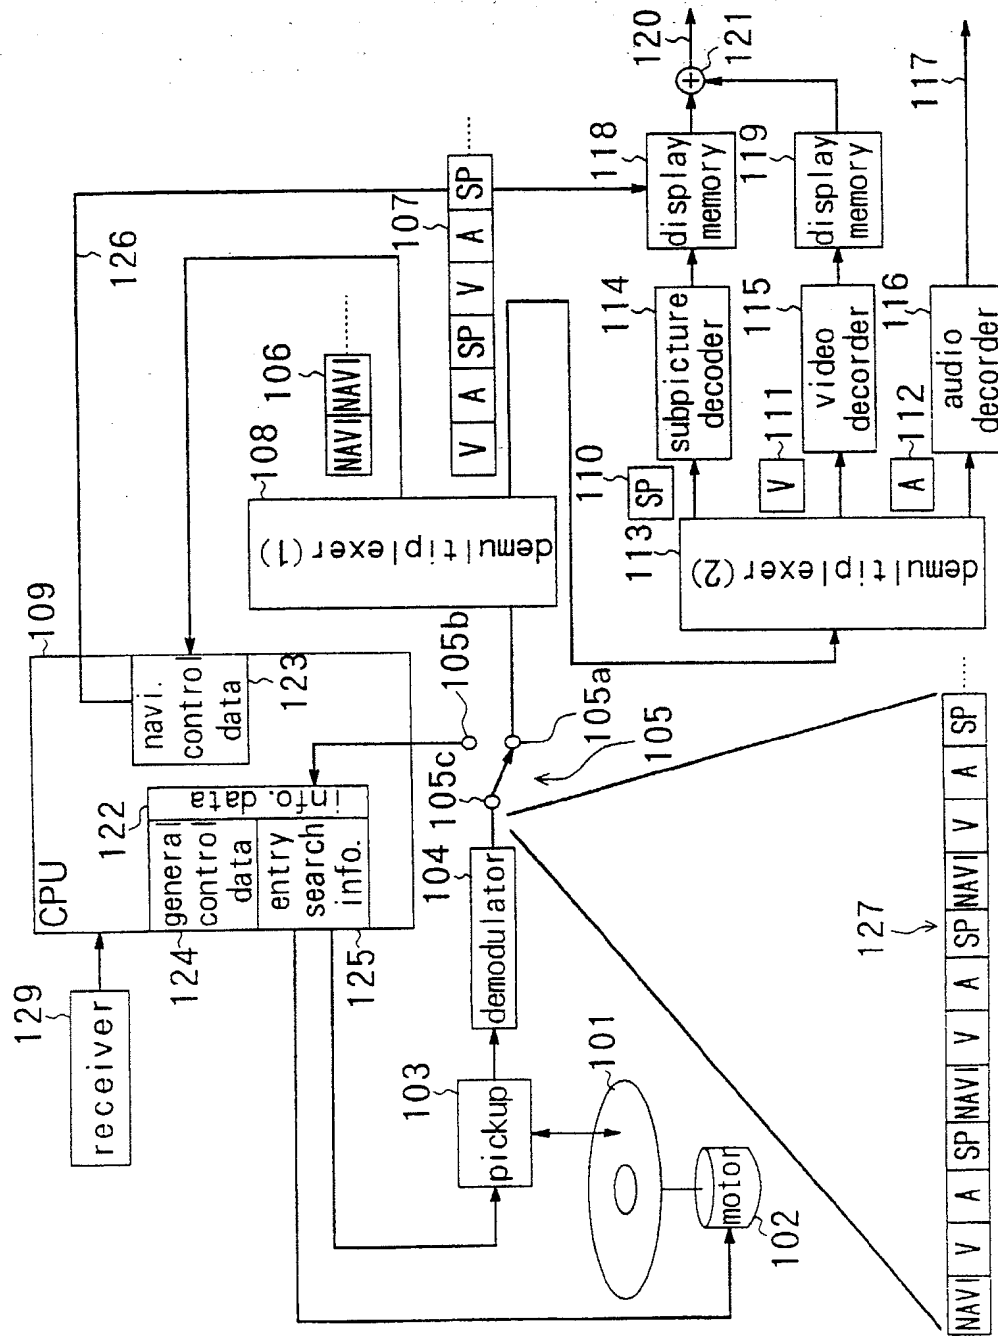 129
receiver
CPU
109
124
general
control
data
entry
search
info.
125
122
info. data
navi.
control
data
123
126
105c
105b
105a
105
103
pickup
104
demodulator
101
motor
102
108
demultiplexer(1)
106
NAVI NAVI ........
107
V A SP V A SP ........
113
demultiplexer(2)
110
SP
114
subpicture
decoder
118
display
memory
120
121
V
111
115
video
decorder
119
display
memory
A
112
116
audio
decorder
117
127
NAVI V A SP NAVI V A SP NAVI V A SP ........